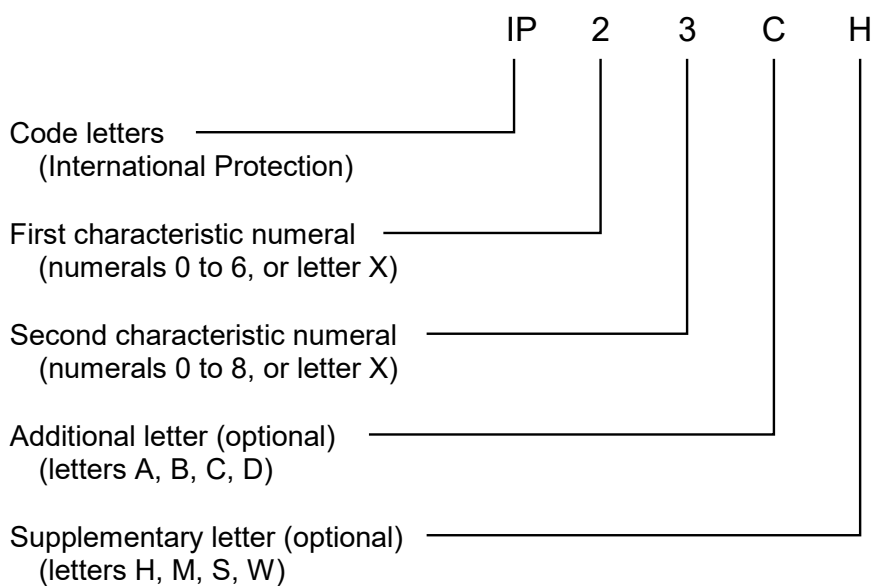 IP 2 3 C H
Code letters
(International Protection)
First characteristic numeral
(numerals 0 to 6, or letter X)
Second characteristic numeral
(numerals 0 to 8, or letter X)
Additional letter (optional)
(letters A, B, C, D)
Supplementary letter (optional)
(letters H, M, S, W)